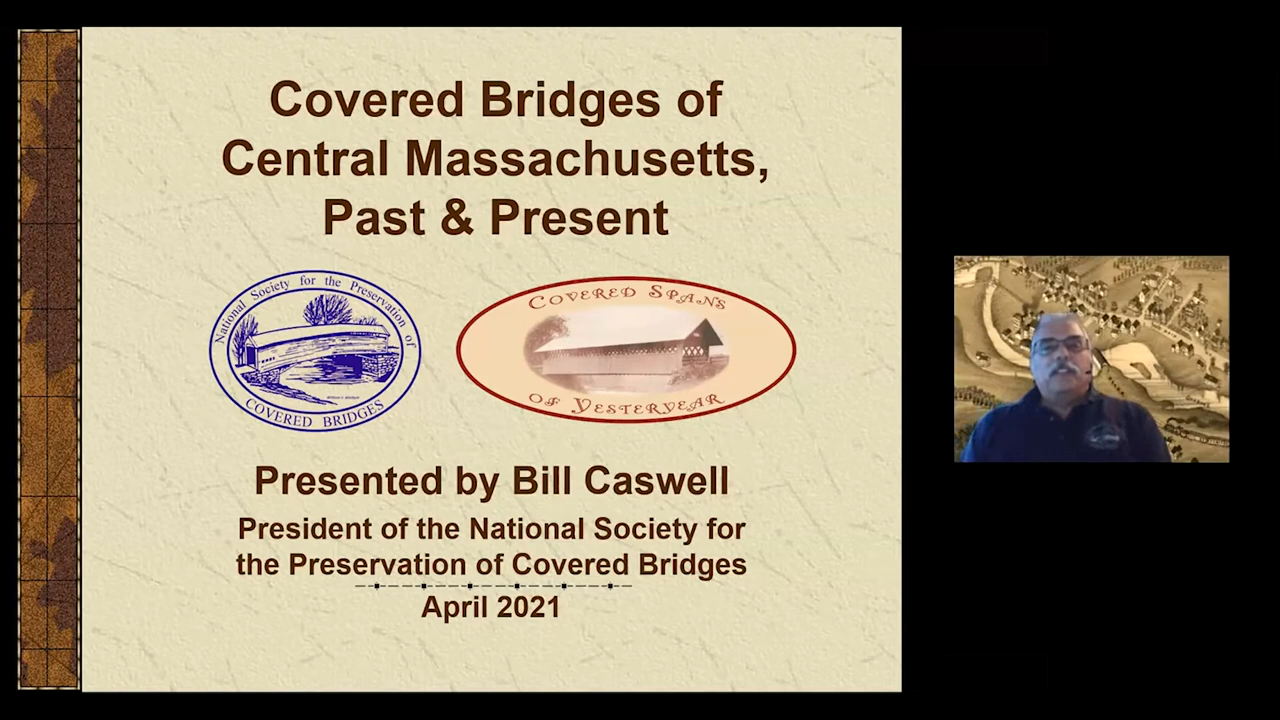 Covered Bridges of
Central Massachusetts,
Past & Present
National Society for the Preservation of
COVERED BRIDGES
COVERED SPANS
OF YESTERYEAR
Presented by Bill Caswell
President of the National Society for
the Preservation of Covered Bridges
April 2021